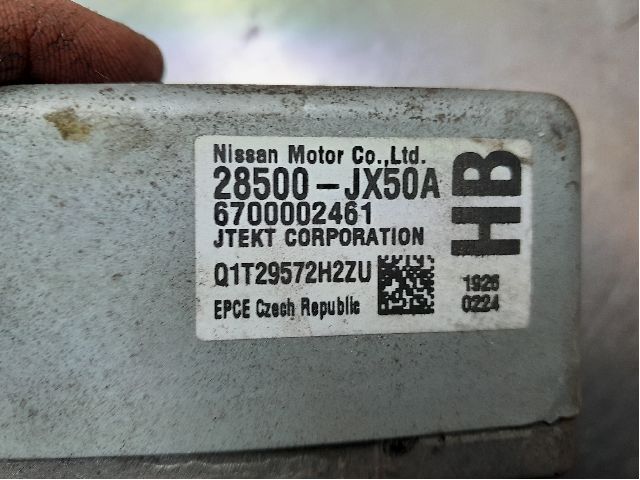 Nissan Motor Co.,Ltd.
28500-JX50A
6700002461
JTEKT CORPORATION
Q1T29572H2ZU
EPCE Czech Republic
HB
1926
0224